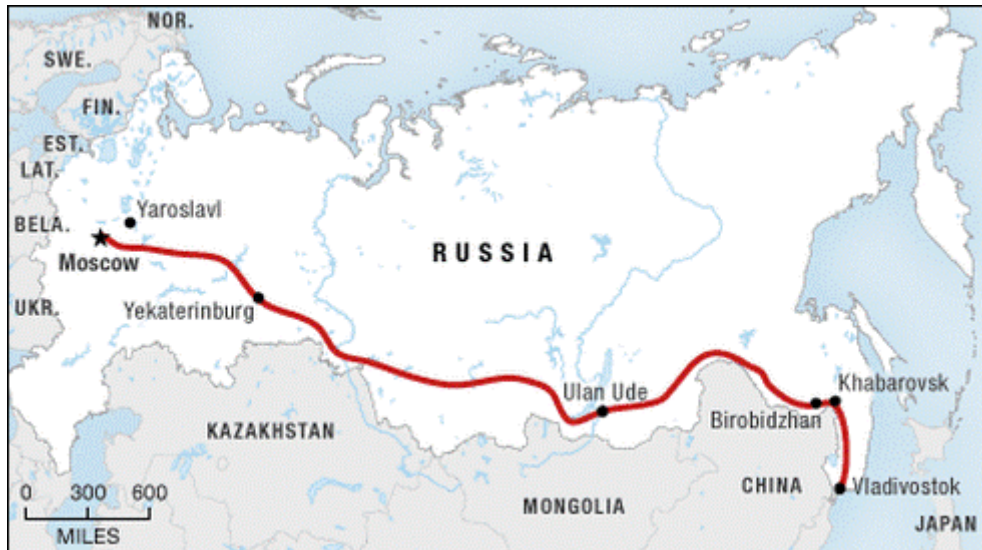 NOR.
SWE.
FIN.
EST.
LAT.
Yaroslavl
BELA.
Moscow
RUSSIA
UKR.
Yekaterinburg
Ulan Ude
Khabarovsk
Birobidzhan
KAZAKHSTAN
CHINA
Vladivostok
MONGOLIA
JAPAN
0 300 600
MILES